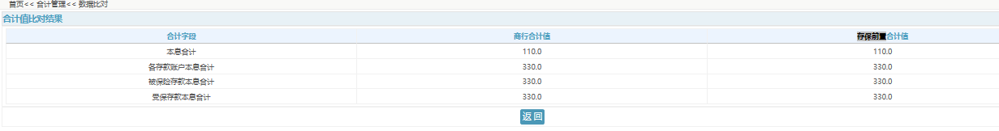 首页<< 合计管理<< 数据比对
合计值比对结果
合计字段 商行合计值 存保前置合计值
本息合计 110.0 110.0
各存款账户本息合计 330.0 330.0
被保险存款本息合计 330.0 330.0
受保存款本息合计 330.0 330.0
返 回